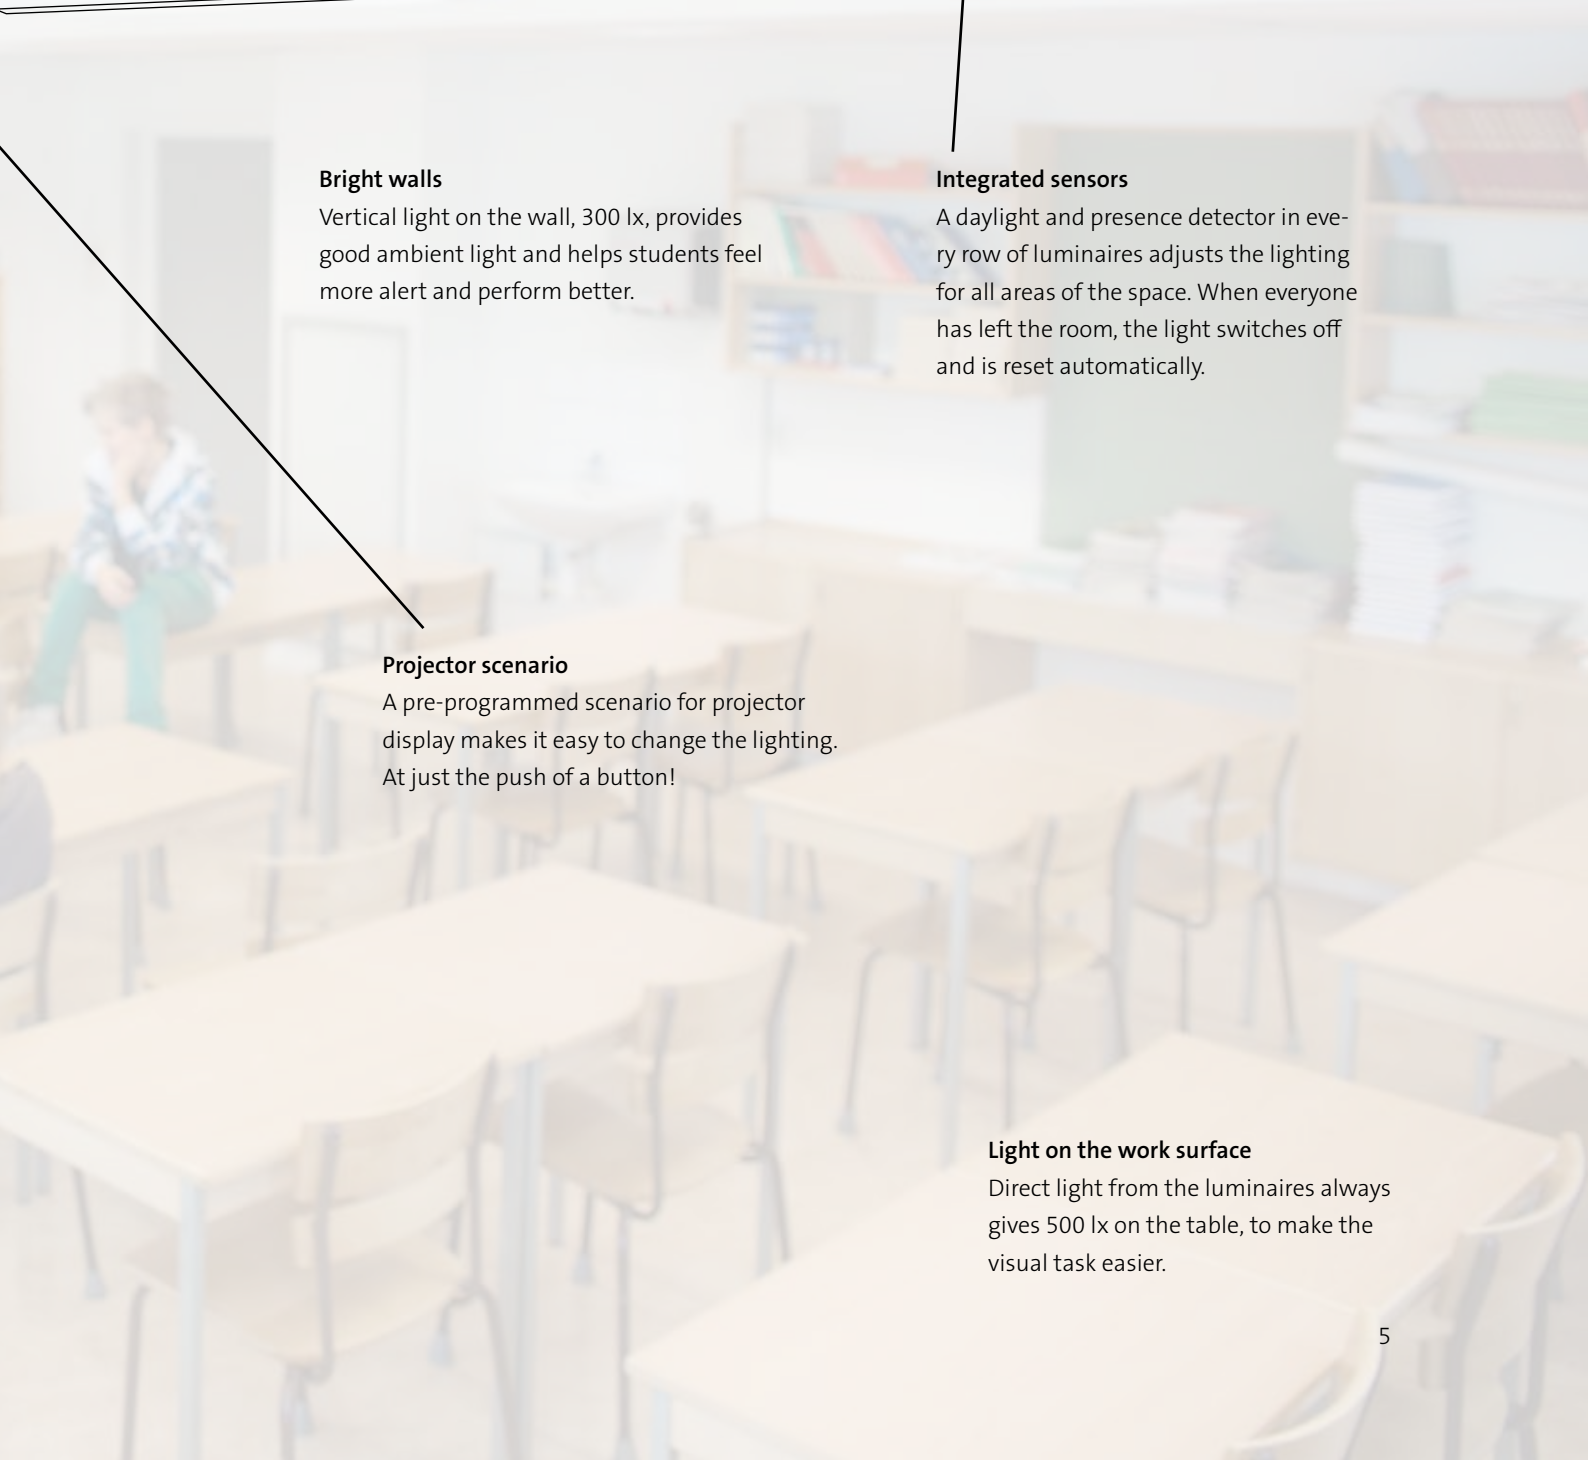 Bright walls
Vertical light on the wall, 300 lx, provides
good ambient light and helps students feel
more alert and perform better.
Integrated sensors
A daylight and presence detector in eve-
ry row of luminaires adjusts the lighting
for all areas of the space. When everyone
has left the room, the light switches off
and is reset automatically.
Projector scenario
A pre-programmed scenario for projector
display makes it easy to change the lighting.
At just the push of a button!
Light on the work surface
Direct light from the luminaires always
gives 500 lx on the table, to make the
visual task easier.
5